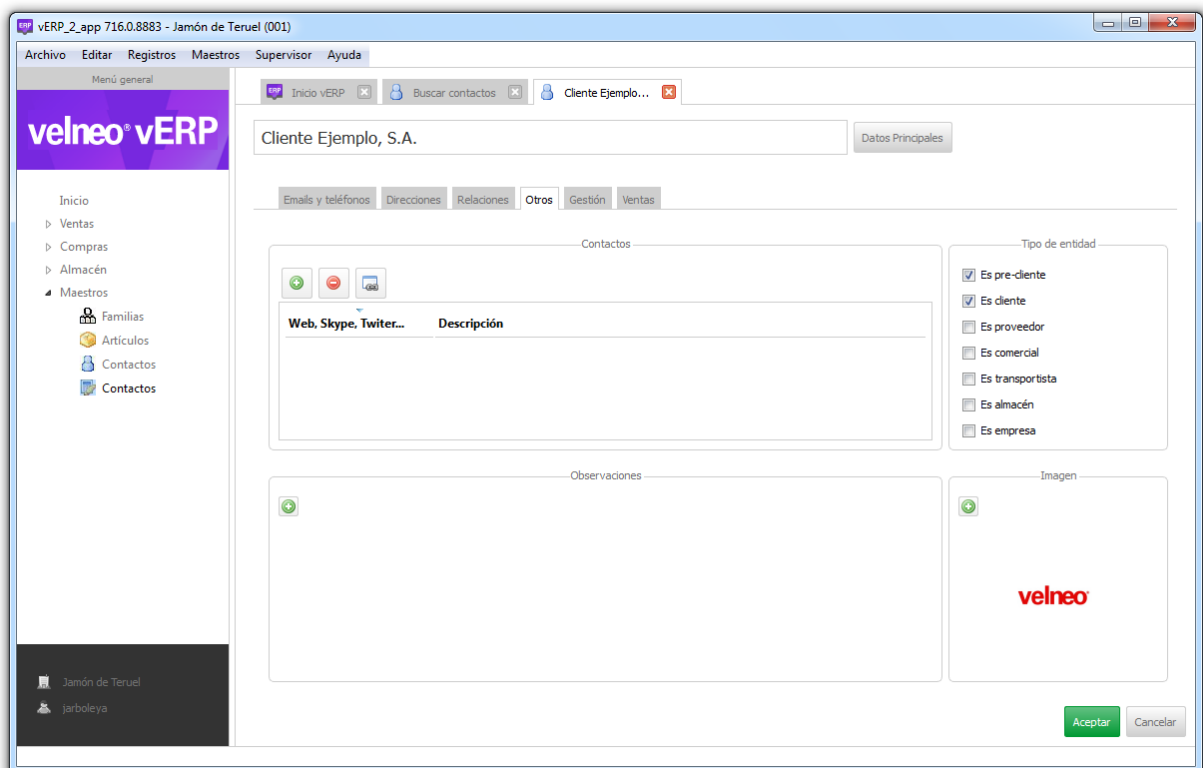 vERP_2_app 716.0.8883 - Jamón de Teruel (001)
Archivo Editar Registros Maestros Supervisor Ayuda
Menú general
velneo® vERP
Inicio
Ventas
Compras
Almacén
Maestros
Familias
Artículos
Contactos
Contactos
Jamón de Teruel
jarboleya
ERP Inicio vERP Buscar contactos Cliente Ejemplo...
Cliente Ejemplo, S.A. Datos Principales
Emails y teléfonos Direcciones Relaciones Otros Gestión Ventas
Contactos
Web, Skype, Twiter... Descripción
Tipo de entidad
Es pre-cliente
Es cliente
Es proveedor
Es comercial
Es transportista
Es almacén
Es empresa
Observaciones
Imagen
velneo
Aceptar Cancelar